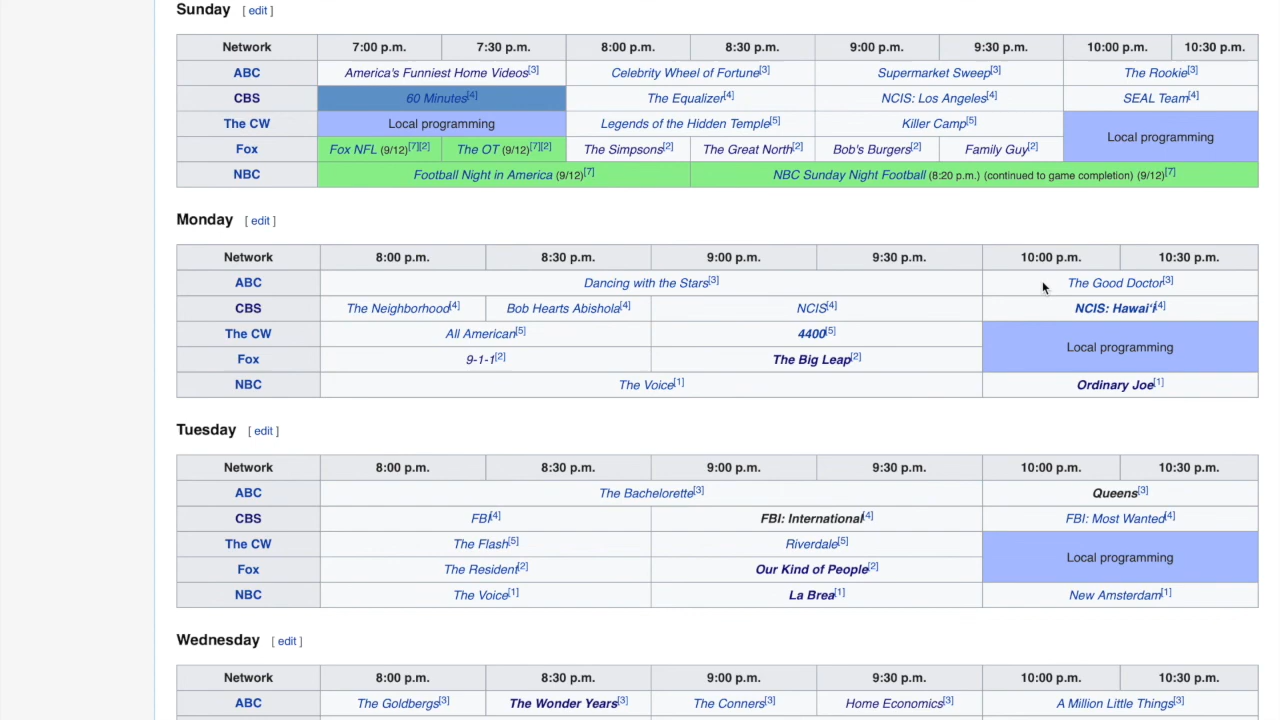 Sunday [ edit ]
Network 7:00 p.m. 7:30 p.m. 8:00 p.m. 8:30 p.m. 9:00 p.m. 9:30 p.m. 10:00 p.m. 10:30 p.m.
ABC America's Funniest Home Videos[3] Celebrity Wheel of Fortune[3] Supermarket Sweep[3] The Rookie[3]
CBS 60 Minutes[4] The Equalizer[4] NCIS: Los Angeles[4] SEAL Team[4]
The CW Local programming Legends of the Hidden Temple[5] Killer Camp[5] Local programming
Fox Fox NFL (9/12)[7][2] The OT (9/12)[7][2] The Simpsons[2] The Great North[2] Bob's Burgers[2] Family Guy[2]
NBC Football Night in America (9/12)[7] NBC Sunday Night Football (8:20 p.m.) (continued to game completion) (9/12)[7]
Monday [ edit ]
Network 8:00 p.m. 8:30 p.m. 9:00 p.m. 9:30 p.m. 10:00 p.m. 10:30 p.m.
ABC Dancing with the Stars[3] The Good Doctor[3]
CBS The Neighborhood[4] Bob Hearts Abishola[4] NCIS[4] NCIS: Hawaiʻi[4]
The CW All American[5] 4400[5] Local programming
Fox 9-1-1[2] The Big Leap[2]
NBC The Voice[1] Ordinary Joe[1]
Tuesday [ edit ]
Network 8:00 p.m. 8:30 p.m. 9:00 p.m. 9:30 p.m. 10:00 p.m. 10:30 p.m.
ABC The Bachelorette[3] Queens[3]
CBS FBI[4] FBI: International[4] FBI: Most Wanted[4]
The CW The Flash[5] Riverdale[5] Local programming
Fox The Resident[2] Our Kind of People[2]
NBC The Voice[1] La Brea[1] New Amsterdam[1]
Wednesday [ edit ]
Network 8:00 p.m. 8:30 p.m. 9:00 p.m. 9:30 p.m. 10:00 p.m. 10:30 p.m.
ABC The Goldbergs[3] The Wonder Years[3] The Conners[3] Home Economics[3] A Million Little Things[3]